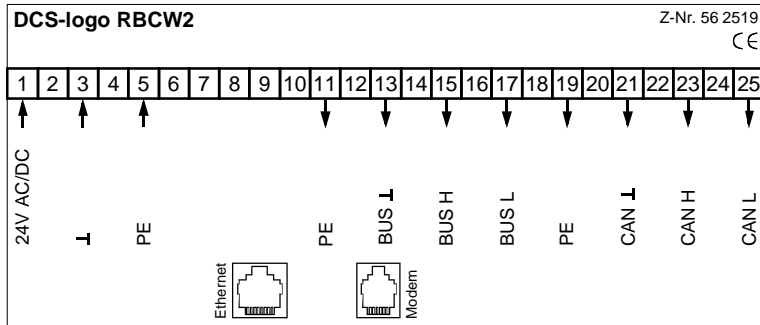 DCS-logo RBCW2
Z-Nr. 56 2519
CE
1 2 3 4 5 6 7 8 9 10 11 12 13 14 15 16 17 18 19 20 21 22 23 24 25
24V AC/DC
PE
PE
BUS
BUS H
BUS L
PE
CAN
CAN H
CAN L
Ethernet
Modem